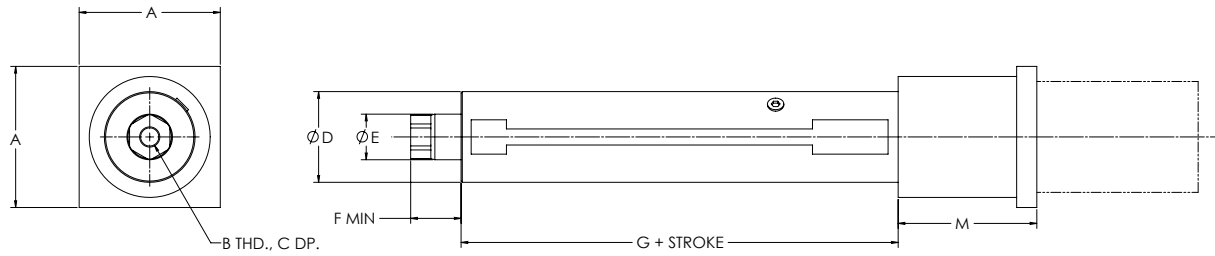 A
A
ØD
ØE
F MIN
M
G + STROKE
B THD., C DP.